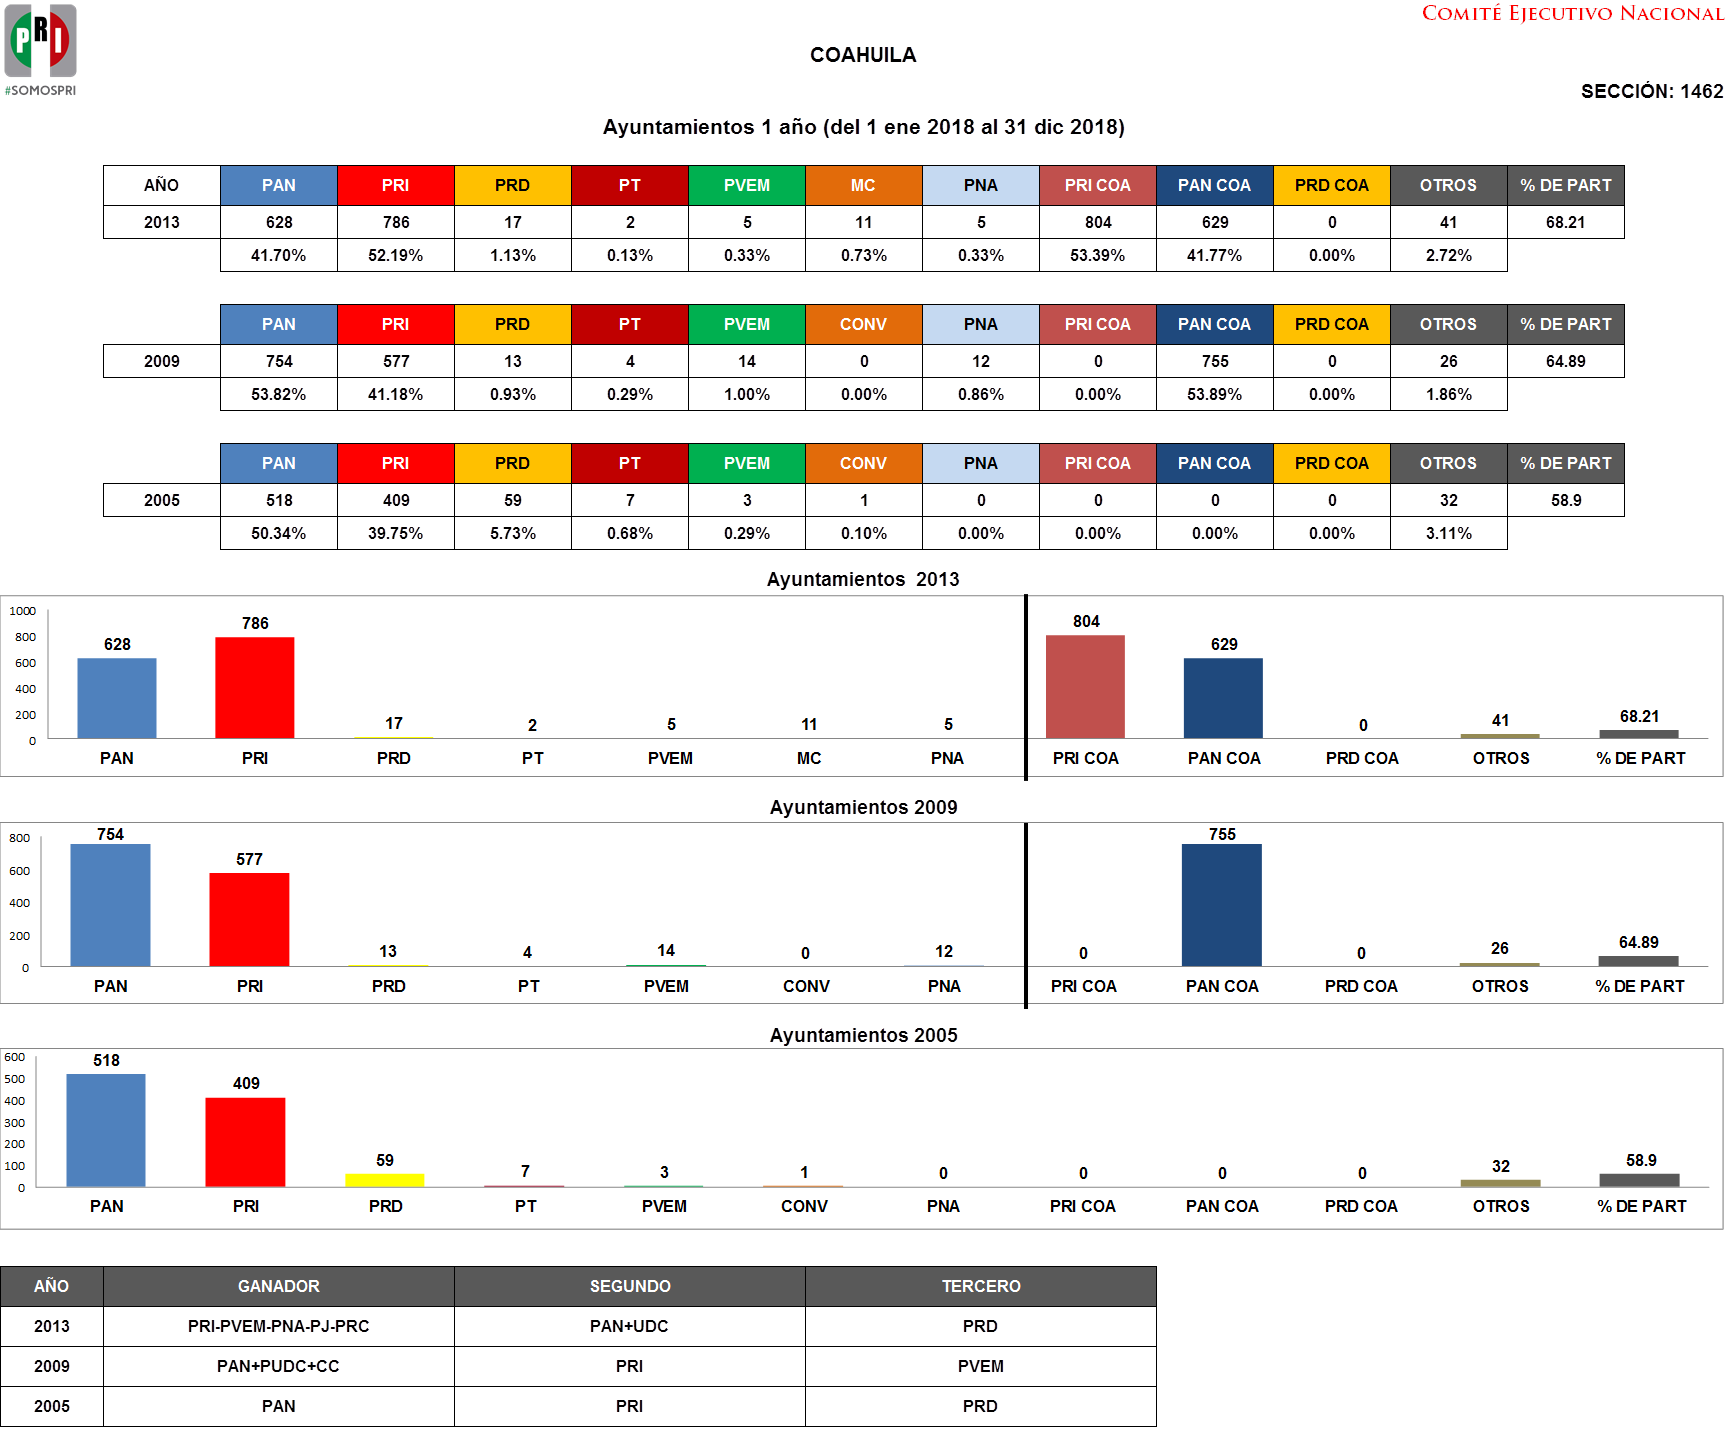 COMITÉ EJECUTIVO NACIONAL
PRI
#SOMOSPRI
COAHUILA
SECCIÓN: 1462
Ayuntamientos 1 año (del 1 ene 2018 al 31 dic 2018)
AÑO PAN PRI PRD PT PVEM MC PNA PRI COA PAN COA PRD COA OTROS % DE PART
2013 628 786 17 2 5 11 5 804 629 0 41 68.21
41.70% 52.19% 1.13% 0.13% 0.33% 0.73% 0.33% 53.39% 41.77% 0.00% 2.72%
PAN PRI PRD PT PVEM CONV PNA PRI COA PAN COA PRD COA OTROS % DE PART
2009 754 577 13 4 14 0 12 0 755 0 26 64.89
53.82% 41.18% 0.93% 0.29% 1.00% 0.00% 0.86% 0.00% 53.89% 0.00% 1.86%
PAN PRI PRD PT PVEM CONV PNA PRI COA PAN COA PRD COA OTROS % DE PART
2005 518 409 59 7 3 1 0 0 0 0 32 58.9
50.34% 39.75% 5.73% 0.68% 0.29% 0.10% 0.00% 0.00% 0.00% 0.00% 3.11%
Ayuntamientos 2013
1000
800
600
400
200
0
628 786 17 2 5 11 5 804 629 0 41 68.21
PAN PRI PRD PT PVEM MC PNA PRI COA PAN COA PRD COA OTROS % DE PART
Ayuntamientos 2009
800
600
400
200
0
754 577 13 4 14 0 12 0 755 0 26 64.89
PAN PRI PRD PT PVEM CONV PNA PRI COA PAN COA PRD COA OTROS % DE PART
Ayuntamientos 2005
600
500
400
300
200
100
0
518 409 59 7 3 1 0 0 0 0 32 58.9
PAN PRI PRD PT PVEM CONV PNA PRI COA PAN COA PRD COA OTROS % DE PART
AÑO GANADOR SEGUNDO TERCERO
2013 PRI-PVEM-PNA-PJ-PRC PAN+UDC PRD
2009 PAN+PUDC+CC PRI PVEM
2005 PAN PRI PRD